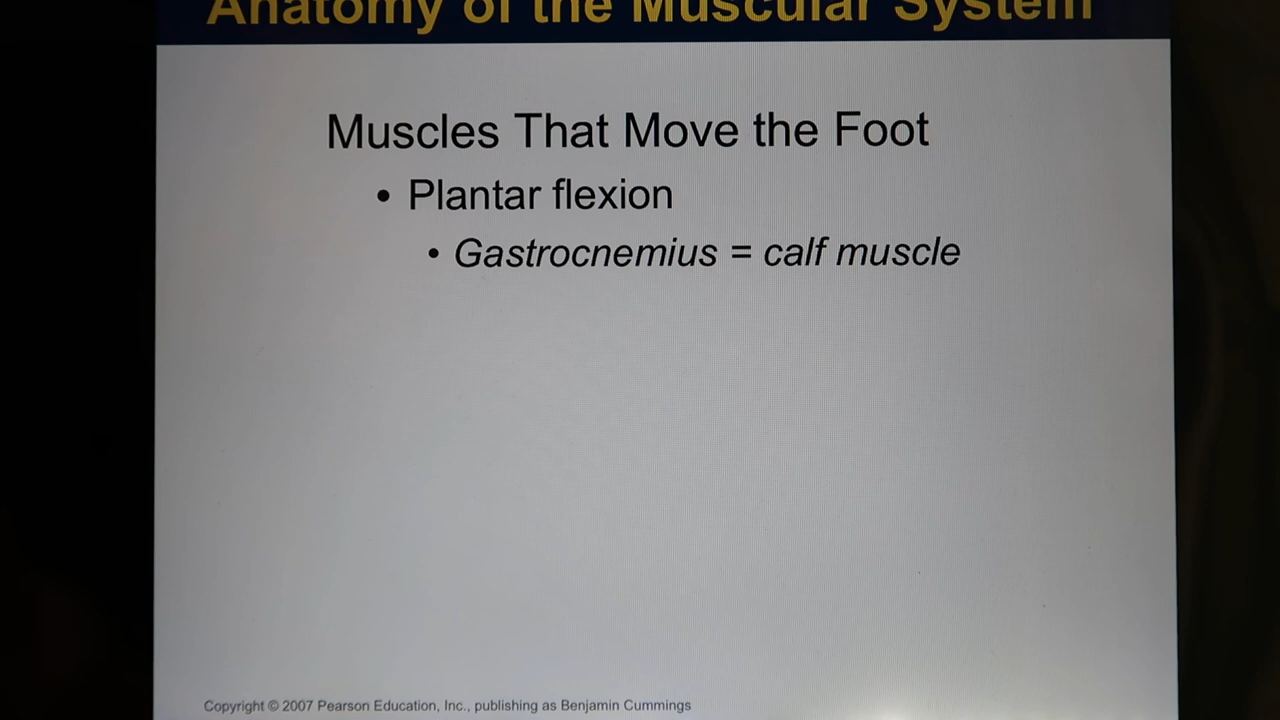 Anatomy of the Muscular System
Muscles That Move the Foot
• Plantar flexion
• Gastrocnemius = calf muscle
Copyright © 2007 Pearson Education, Inc., publishing as Benjamin Cummings